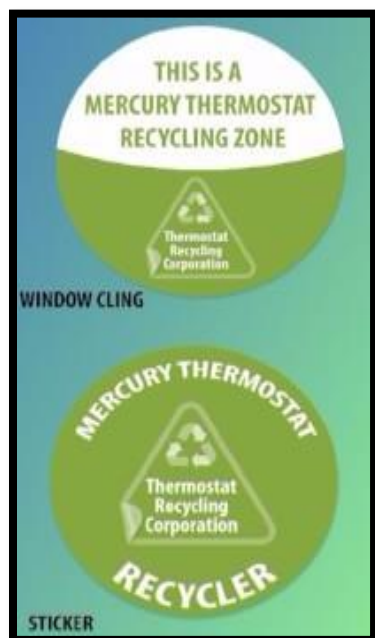 THIS IS A
MERCURY THERMOSTAT
RECYCLING ZONE
Thermostat
Recycling
Corporation
WINDOW CLING
MERCURY THERMOSTAT
Thermostat
Recycling
Corporation
RECYCLER
STICKER